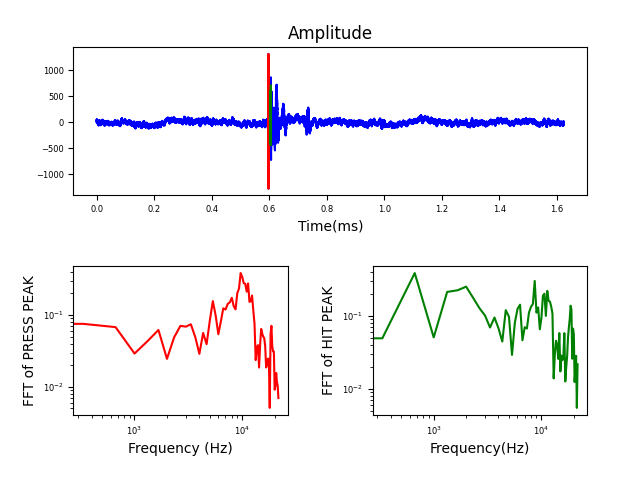 Amplitude
1000
500
0
−500
−1000
0.0 0.2 0.4 0.6 0.8 1.0 1.2 1.4 1.6
Time(ms)
FFT of PRESS PEAK
10⁻¹
10⁻²
10³ 10⁴
Frequency (Hz)
FFT of HIT PEAK
10⁻¹
10⁻²
10³ 10⁴
Frequency(Hz)